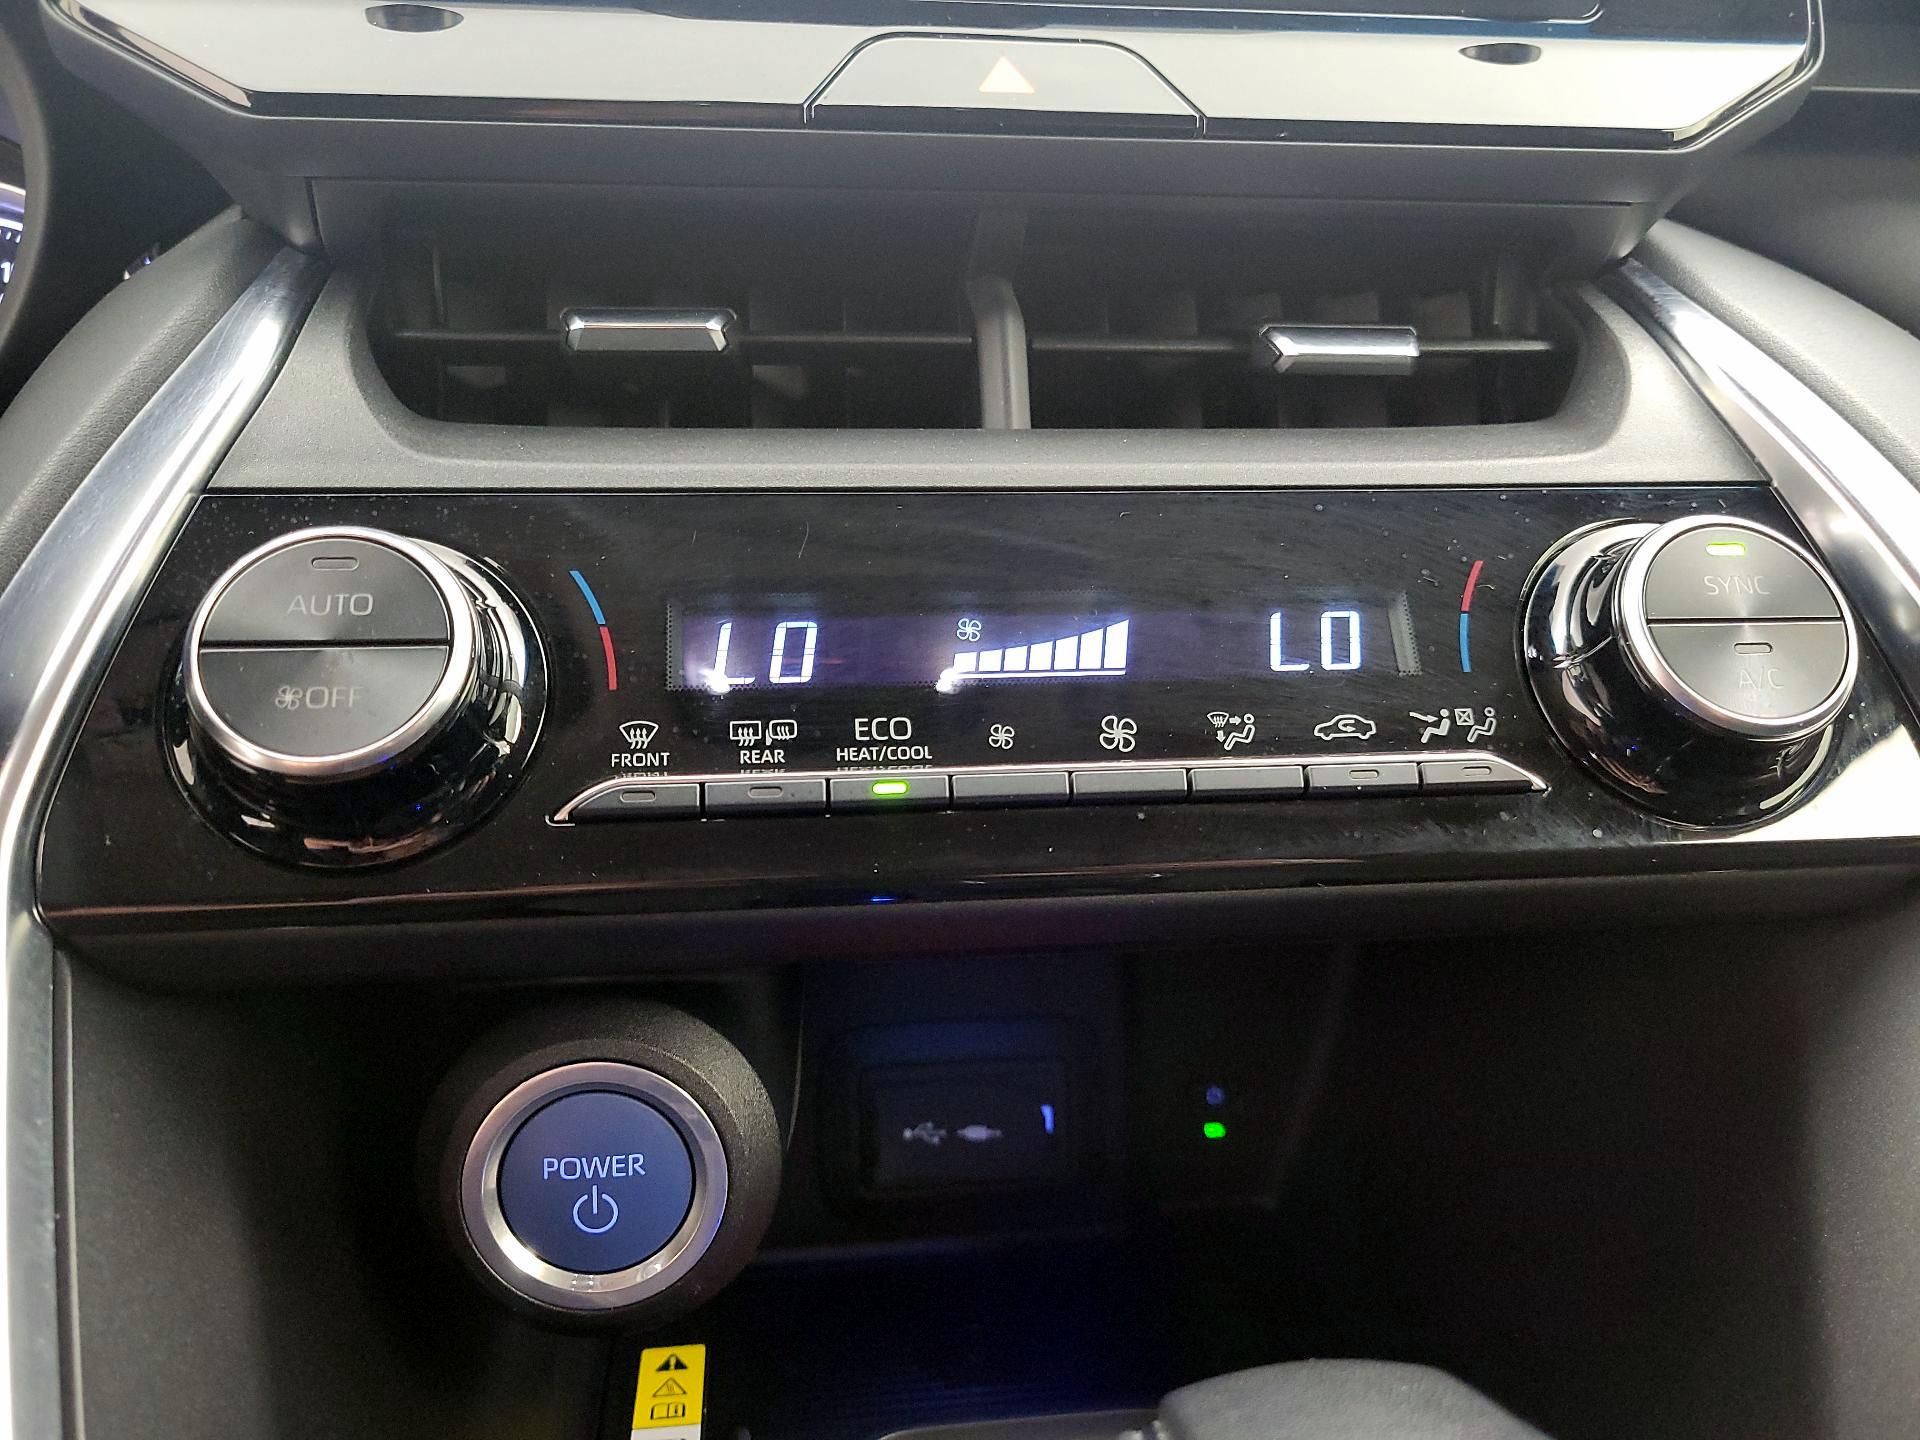 AUTO
OFF
LO
LO
SYNC
A/C
FRONT
REAR
ECO
HEAT/COOL
POWER